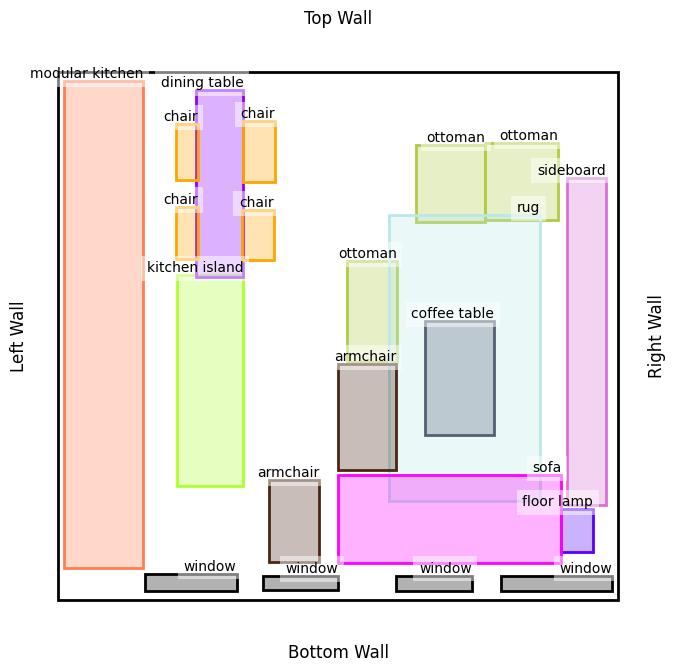 Top Wall
modular kitchen
dining table
chair
chair
ottoman
ottoman
sideboard
chair
chair
rug
ottoman
kitchen island
coffee table
Left Wall
Right Wall
armchair
sofa
armchair
floor lamp
window
window
window
window
Bottom Wall